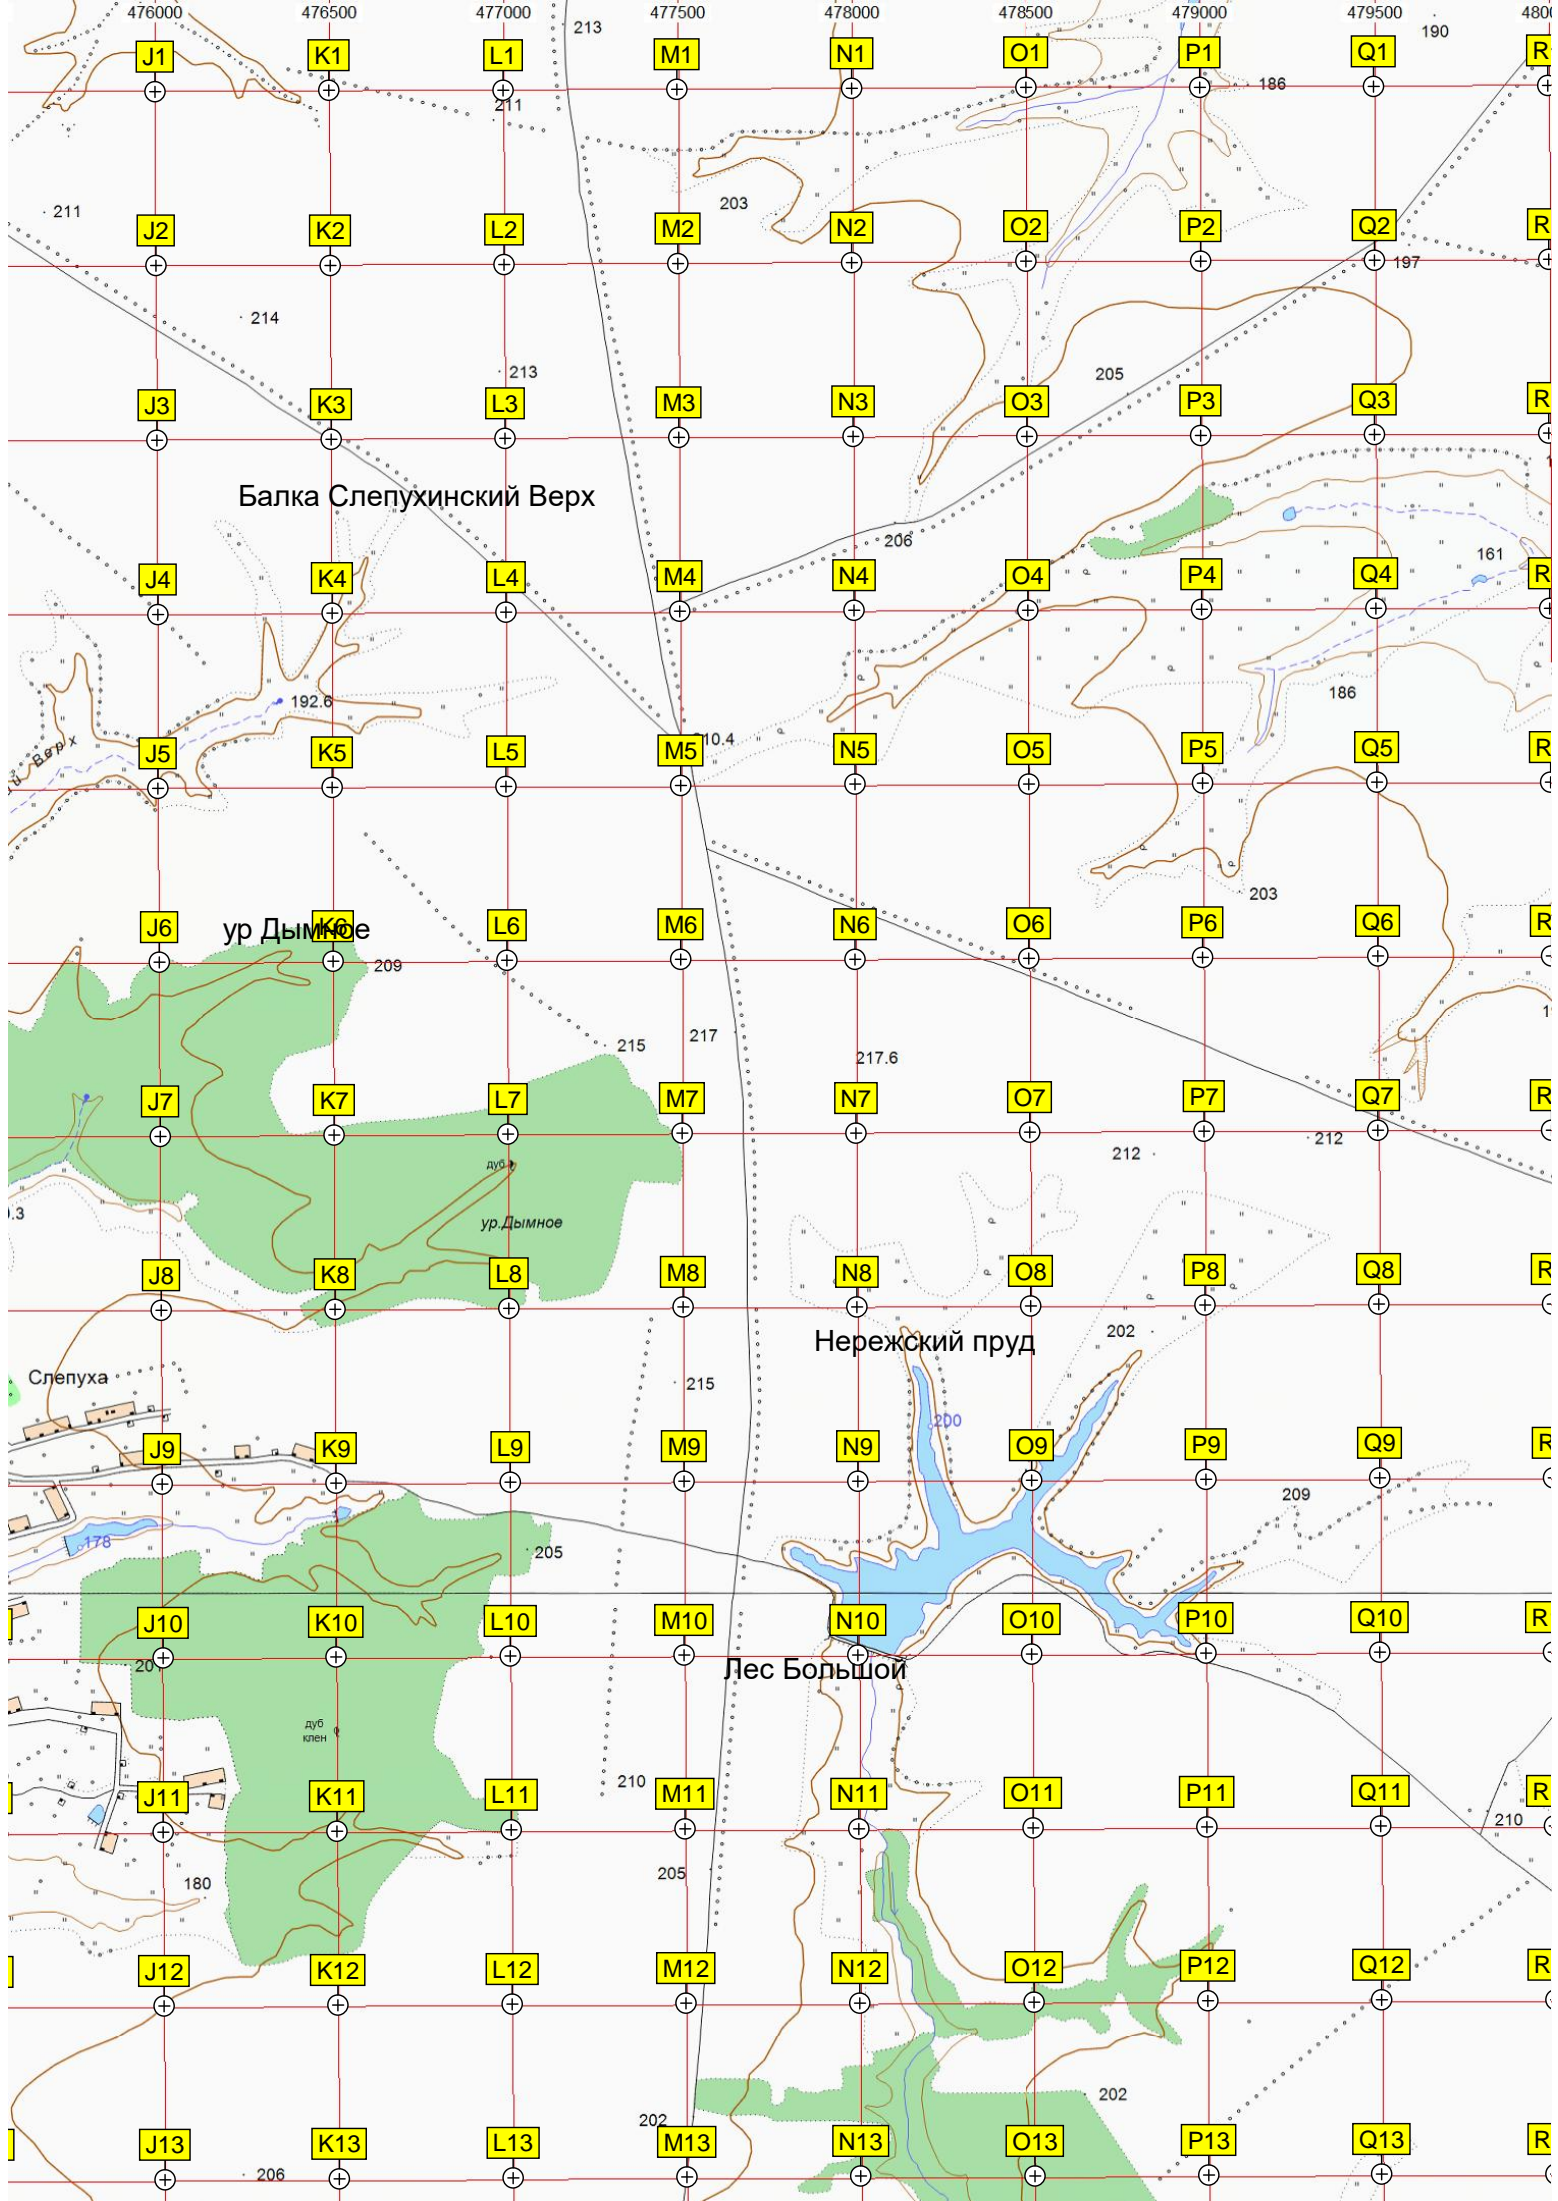 476000 476500 477000 477500 478000 478500 479000 479500 4800
213 190
J1 K1 L1 M1 N1 O1 P1 Q1 R
211 186
211 203
J2 K2 L2 M2 N2 O2 P2 Q2 R
197
214
213 205
J3 K3 L3 M3 N3 O3 P3 Q3 R
Балка Слепухинский Верх
206 161
J4 K4 L4 M4 N4 O4 P4 Q4 R
192.6 186
Верх
10.4
J5 K5 L5 M5 N5 O5 P5 Q5 R
203
ур Дымное
J6 K6 L6 M6 N6 O6 P6 Q6 R
209
215 217 217.6
J7 K7 L7 M7 N7 O7 P7 Q7 R
212 212
дуб
.3
ур.Дымное
J8 K8 L8 M8 N8 O8 P8 Q8 R
Нережский пруд
202
Слепуха
215
200
J9 K9 L9 M9 N9 O9 P9 Q9 R
209
178
205
J10 K10 L10 M10 N10 O10 P10 Q10 R
Лес Большой
дуб
клен
210
J11 K11 L11 M11 N11 O11 P11 Q11 R
210
205
180
J12 K12 L12 M12 N12 O12 P12 Q12 R
202
202
J13 K13 L13 M13 N13 O13 P13 Q13 R
206